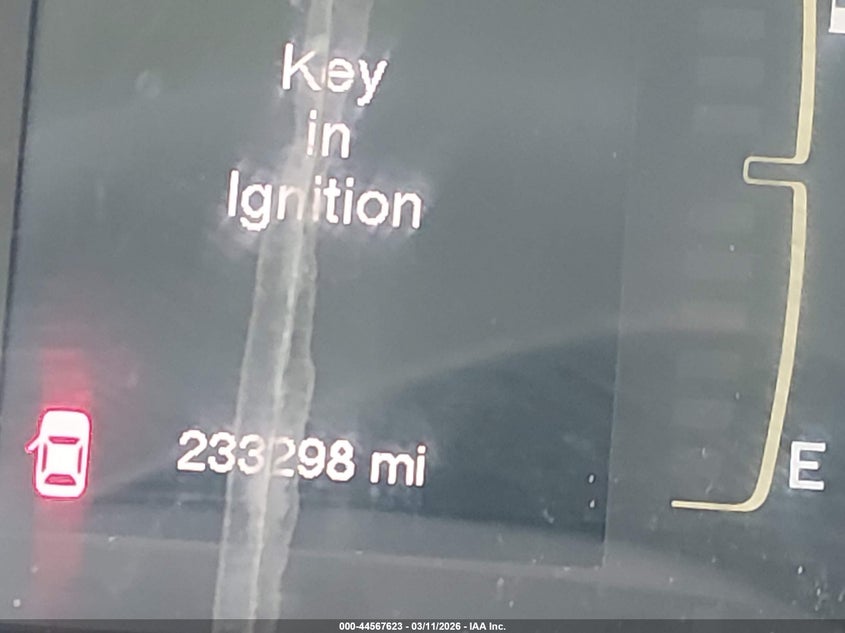 Key
in
Ignition
233298 mi
E
000-44567623 - 03/11/2026 - IAA Inc.